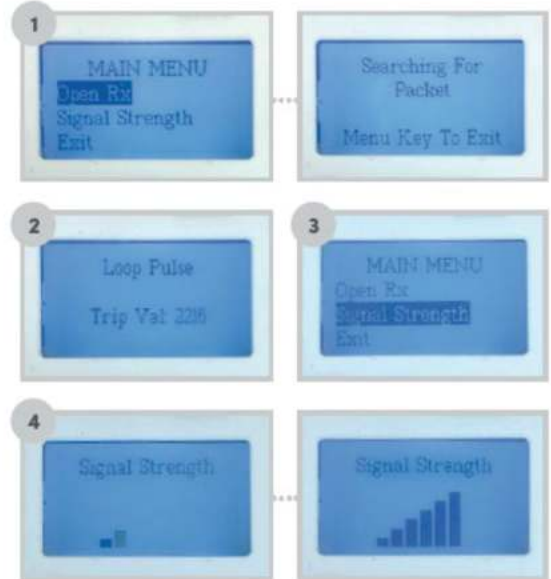 1
MAIN MENU
Open Rx
Signal Strength
Exit
Searching For
Packet
Menu Key To Exit
2
Loop Pulse
Trip Val: 2216
3
MAIN MENU
Open Rx
Signal Strength
Exit
4
Signal Strength
Signal Strength